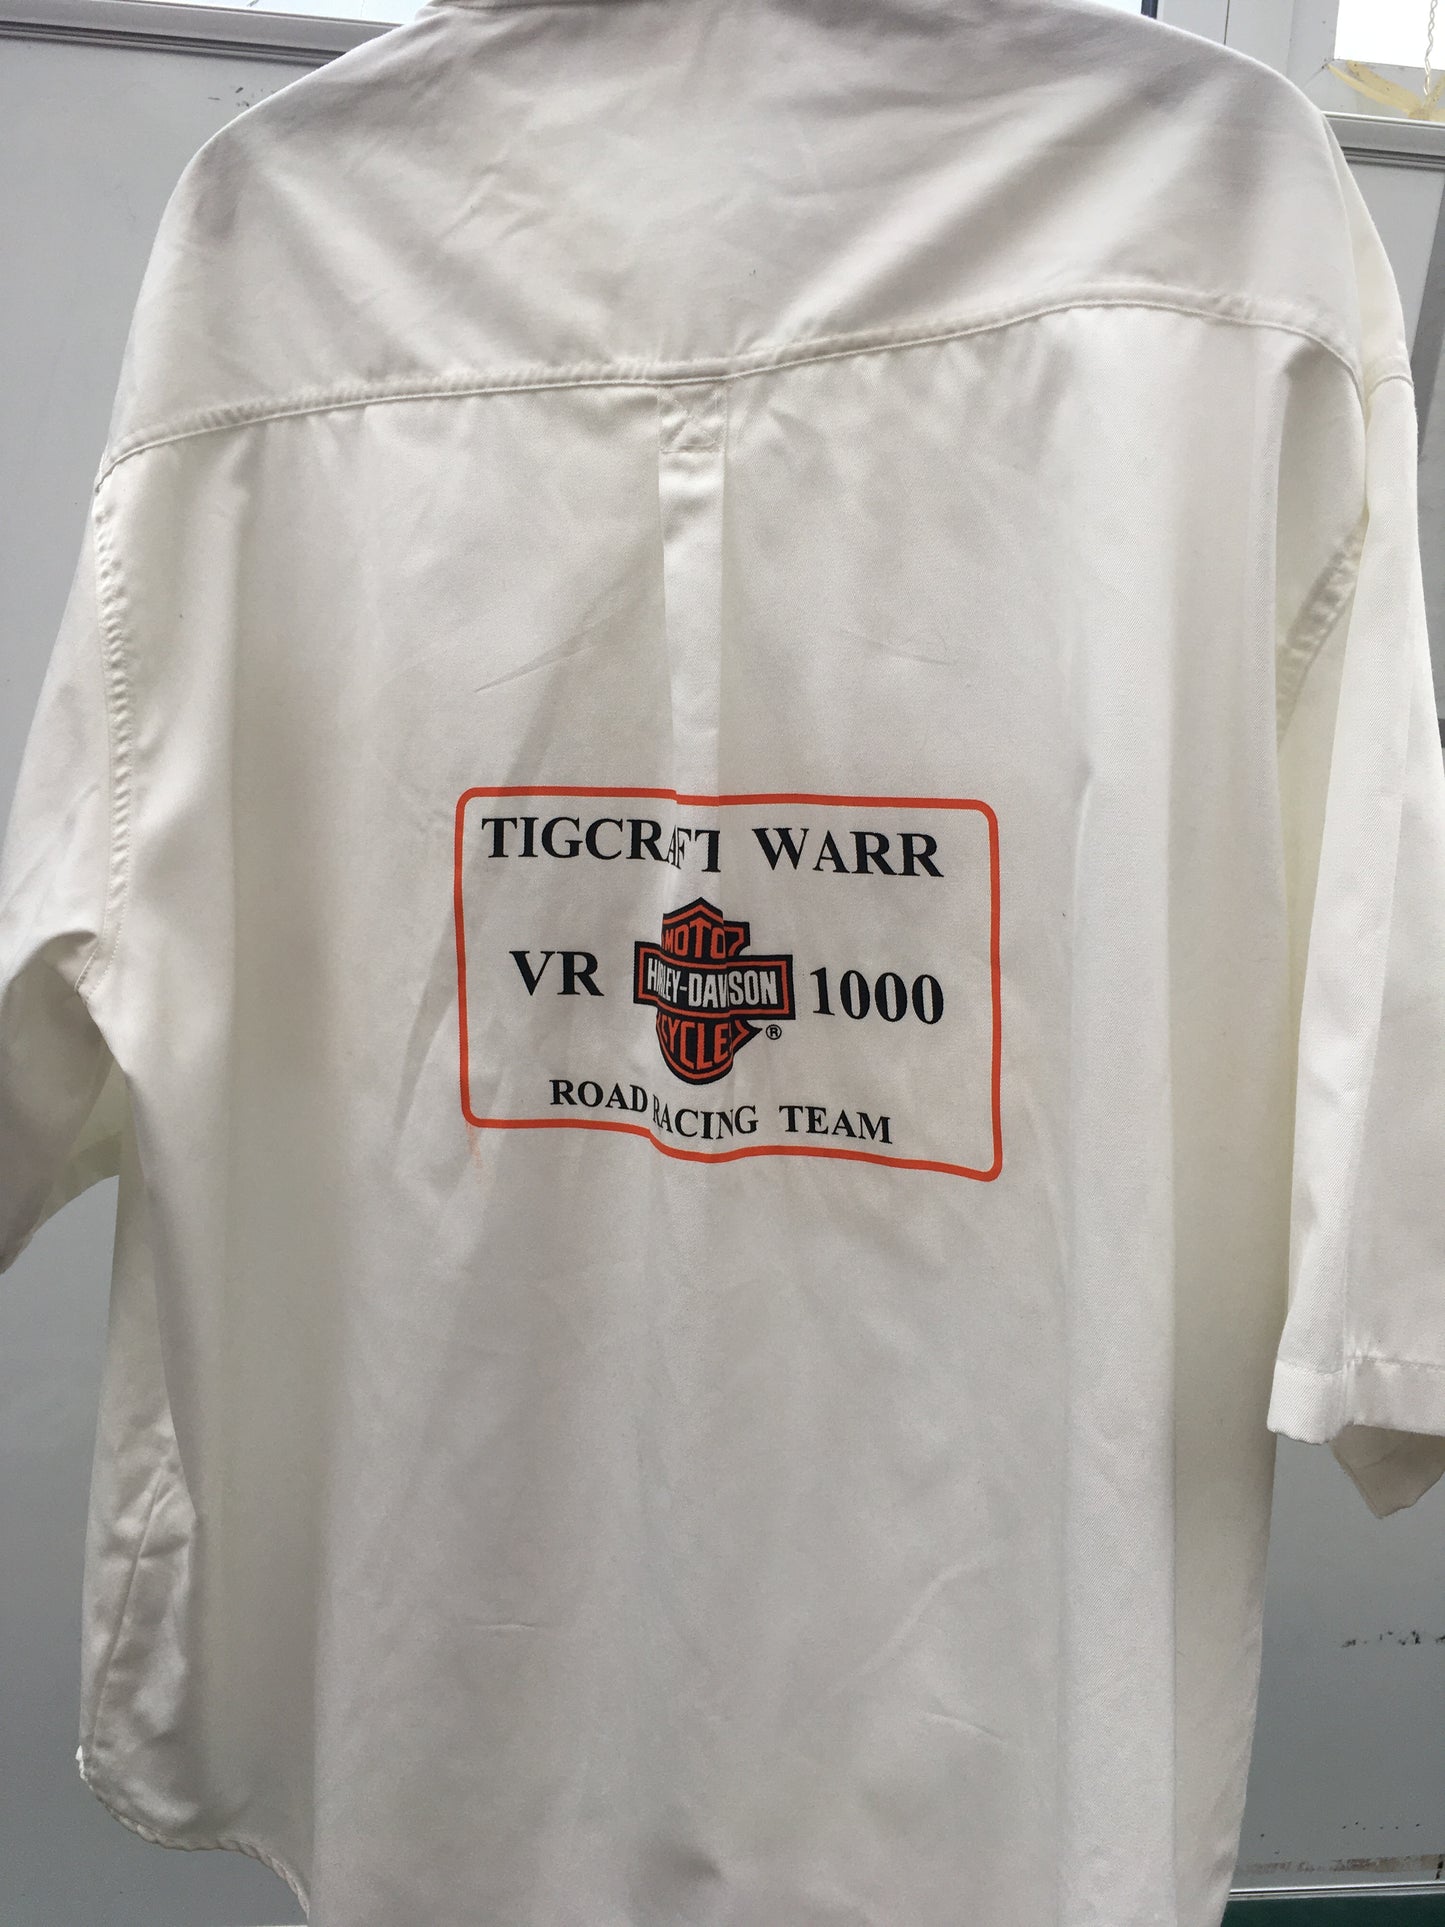 TIGCRAFT WARR
VR 1000
MOTOR
HARLEY-DAVIDSON
CYCLES
®
ROAD RACING TEAM